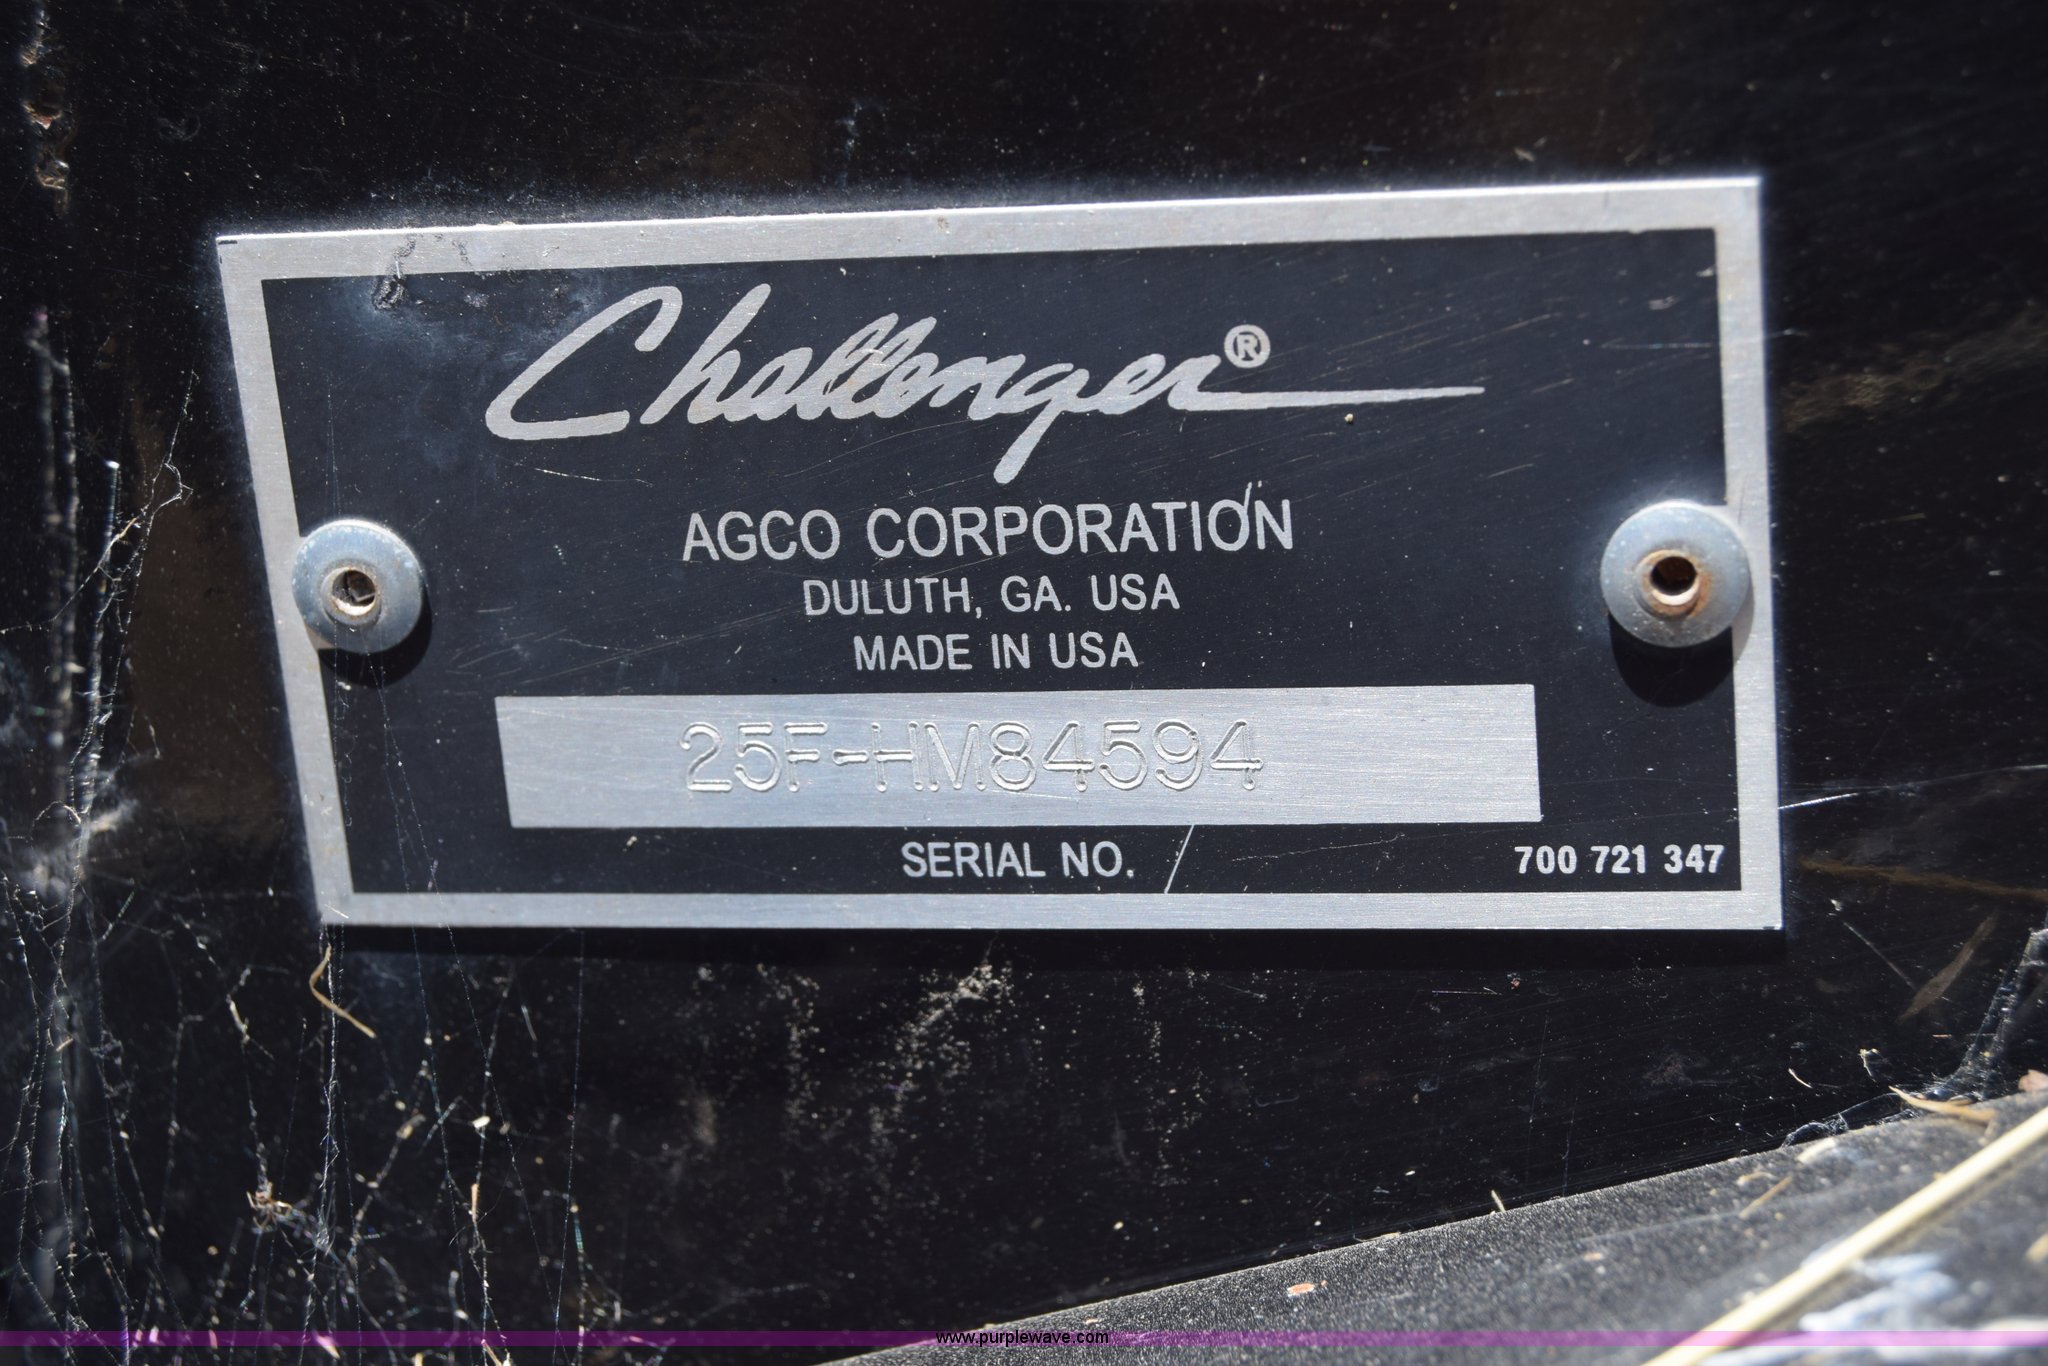 Challenger®
AGCO CORPORATION
DULUTH, GA. USA
MADE IN USA
25F-HM84594
SERIAL NO.
700 721 347
www.purplewave.com